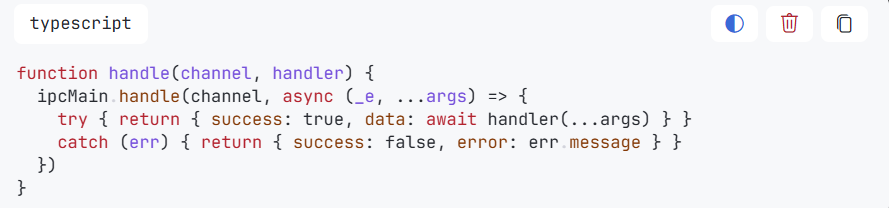 typescript
function handle(channel, handler) {
  ipcMain.handle(channel, async (_e, ...args) => {
    try { return { success: true, data: await handler(...args) } }
    catch (err) { return { success: false, error: err.message } }
  })
}